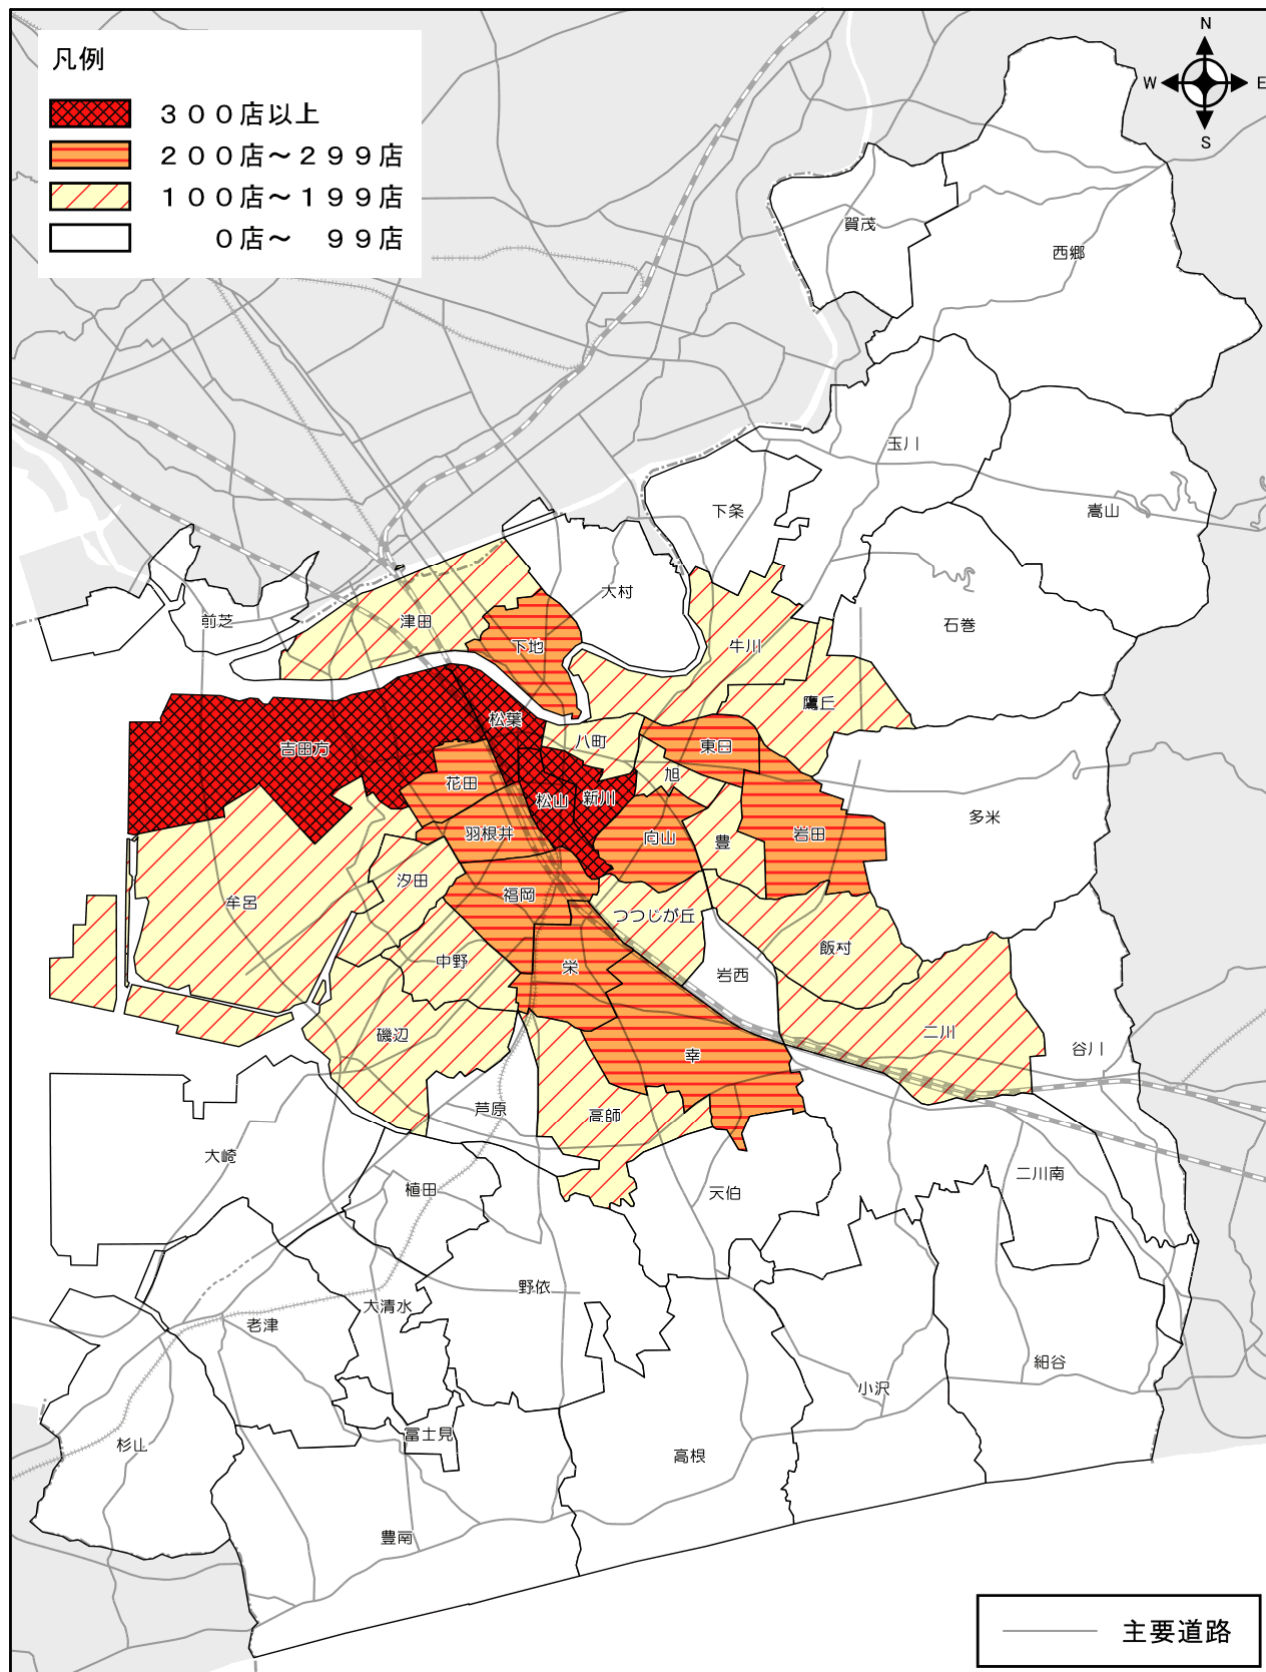 凡例
３００店以上
２００店～２９９店
１００店～１９９店
０店～　９９店
N
W
E
S
賀茂
西郷
玉川
嵩山
下条
大村
石巻
前芝
津田
下地
牛川
鷹丘
松葉
吉田方
八町
東田
旭
花田
松山
新川
多米
羽根井
向山
豊
岩田
汐田
福岡
牟呂
つつじが丘
中野
飯村
栄
岩西
磯辺
二川
幸
谷川
芦原
高師
大崎
植田
天伯
二川南
野依
大清水
老津
細谷
小沢
富士見
杉山
高根
豊南
主要道路